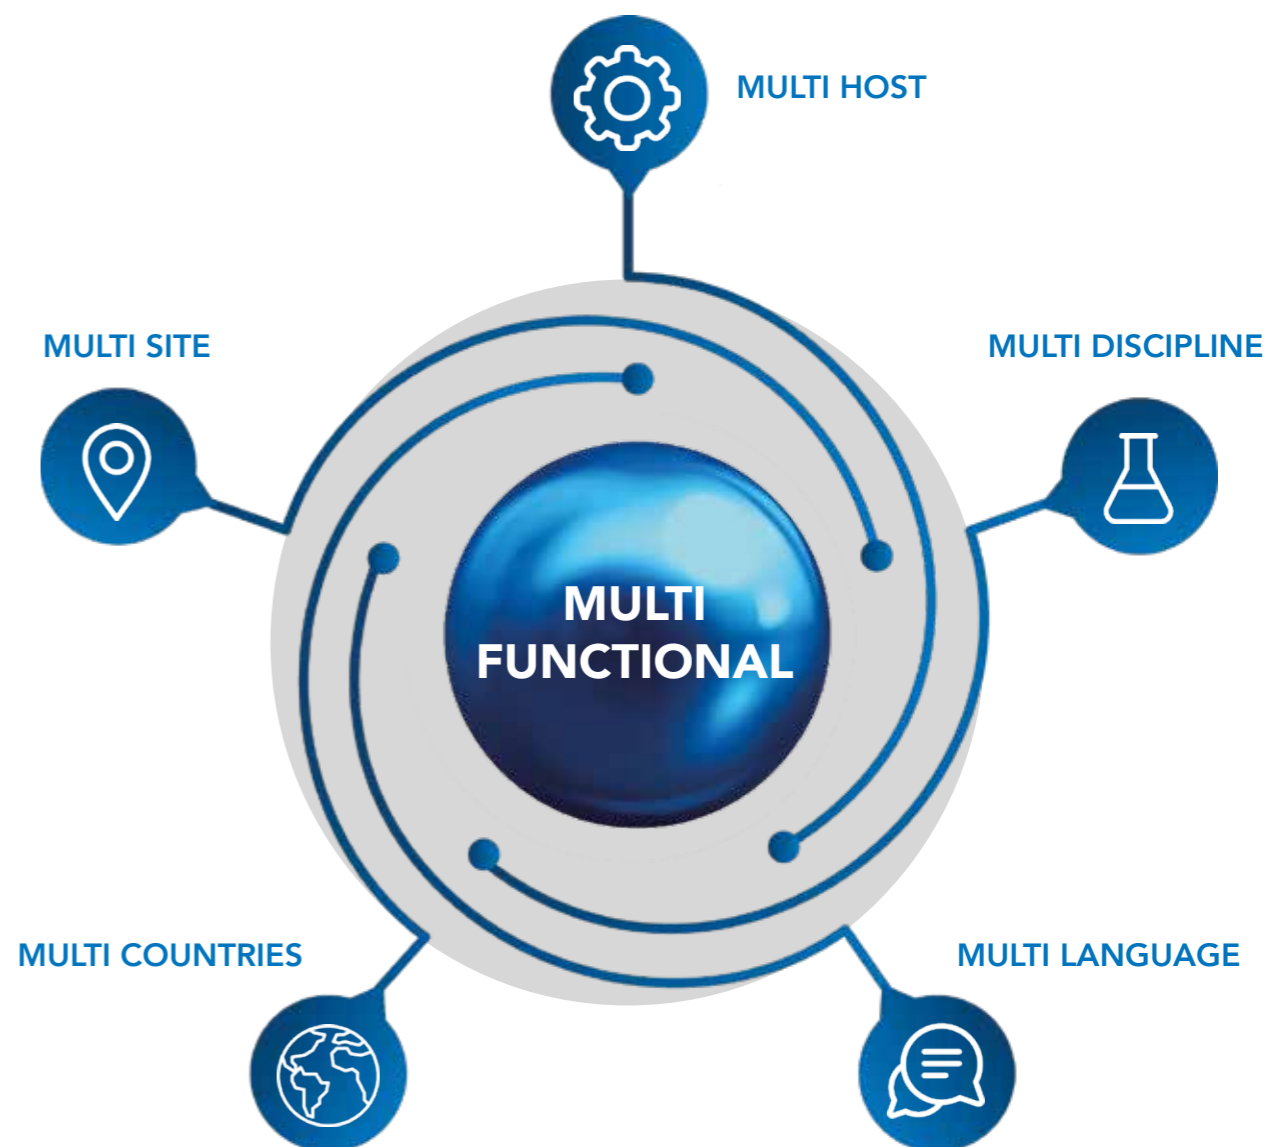 MULTI HOST
MULTI SITE
MULTI DISCIPLINE
MULTI
FUNCTIONAL
MULTI COUNTRIES
MULTI LANGUAGE